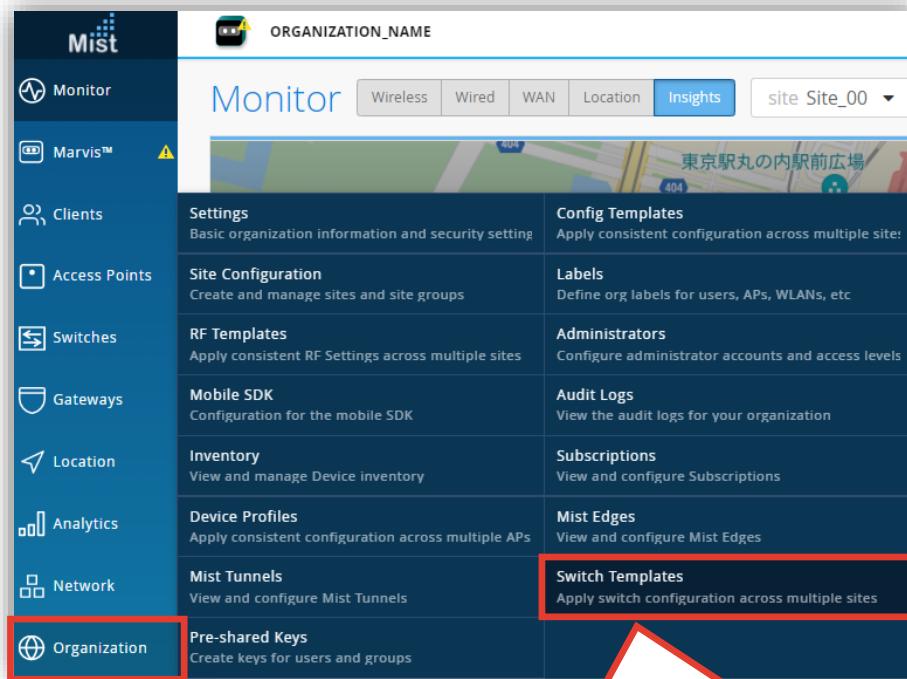 Mist
ORGANIZATION_NAME
Monitor
Marvis™
Clients
Access Points
Switches
Gateways
Location
Analytics
Network
Organization
Monitor
Wireless
Wired
WAN
Location
Insights
site Site_00
404
東京駅丸の内駅前広場
404
Settings
Basic organization information and security setting
Config Templates
Apply consistent configuration across multiple sites
Site Configuration
Create and manage sites and site groups
Labels
Define org labels for users, APs, WLANs, etc
RF Templates
Apply consistent RF Settings across multiple sites
Administrators
Configure administrator accounts and access levels
Mobile SDK
Configuration for the mobile SDK
Audit Logs
View the audit logs for your organization
Inventory
View and manage Device inventory
Subscriptions
View and configure Subscriptions
Device Profiles
Apply consistent configuration across multiple APs
Mist Edges
View and configure Mist Edges
Mist Tunnels
View and configure Mist Tunnels
Switch Templates
Apply switch configuration across multiple sites
Pre-shared Keys
Create keys for users and groups